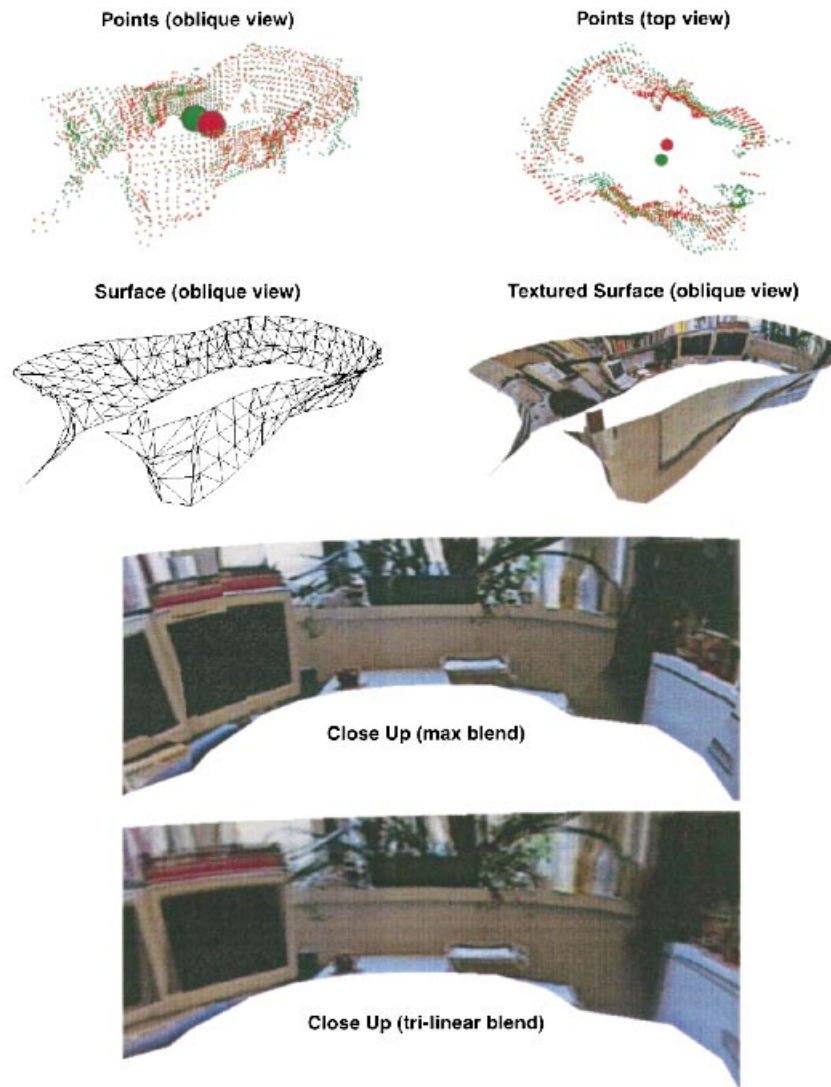 Points (oblique view)
Points (top view)
Surface (oblique view)
Textured Surface (oblique view)
Close Up (max blend)
Close Up (tri-linear blend)